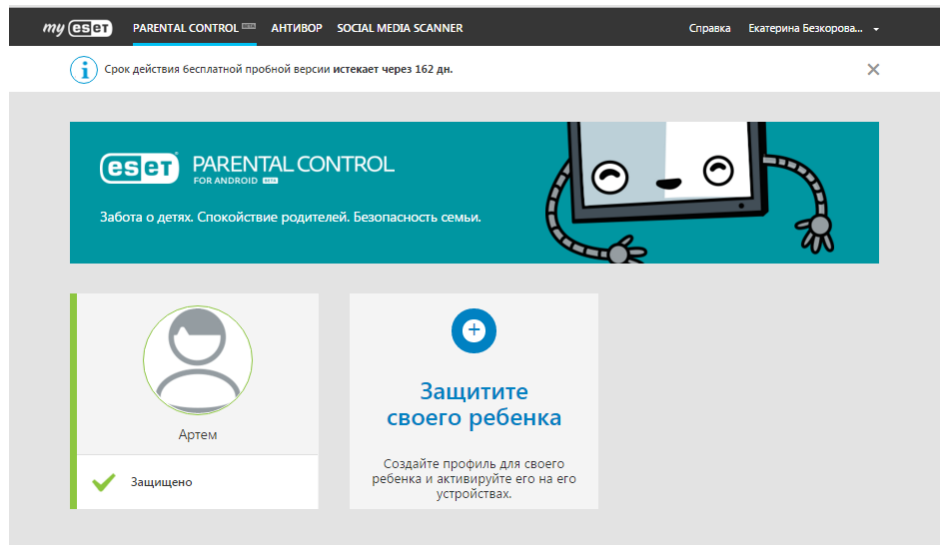 my eset PARENTAL CONTROL BETA АНТИВОР SOCIAL MEDIA SCANNER Справка Екатерина Безкорова...
Срок действия бесплатной пробной версии истекает через 162 дн.
eset PARENTAL CONTROL
FOR ANDROID BETA
Забота о детях. Спокойствие родителей. Безопасность семьи.
Артем
Защищено
Защитите
своего ребенка
Создайте профиль для своего
ребенка и активируйте его на его
устройствах.